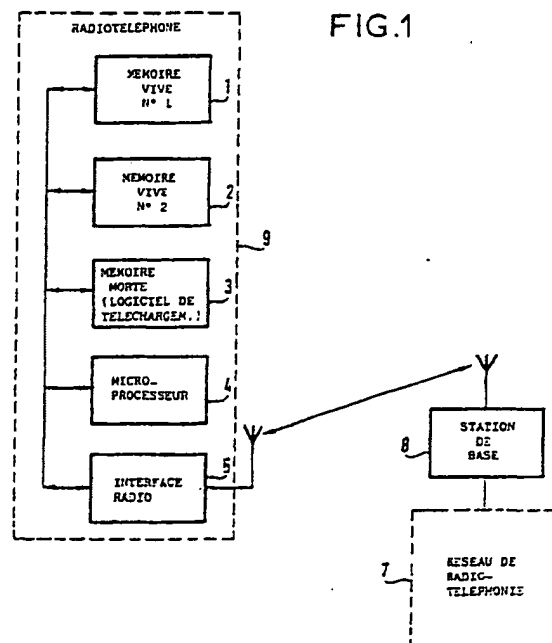 FIG.1
RADIOTELEPHONE
MEMOIRE
VIVE
N° 1
1
MEMOIRE
VIVE
N° 2
2
9
MEMOIRE
MORTE
(LOGICIEL DE
TELECHARGEM.)
3
MICRO-
PROCESSEUR
4
INTERFACE
RADIO
5
STATION
DE
BASE
8
RESEAU DE
RADIO-
TELEPHONIE
7